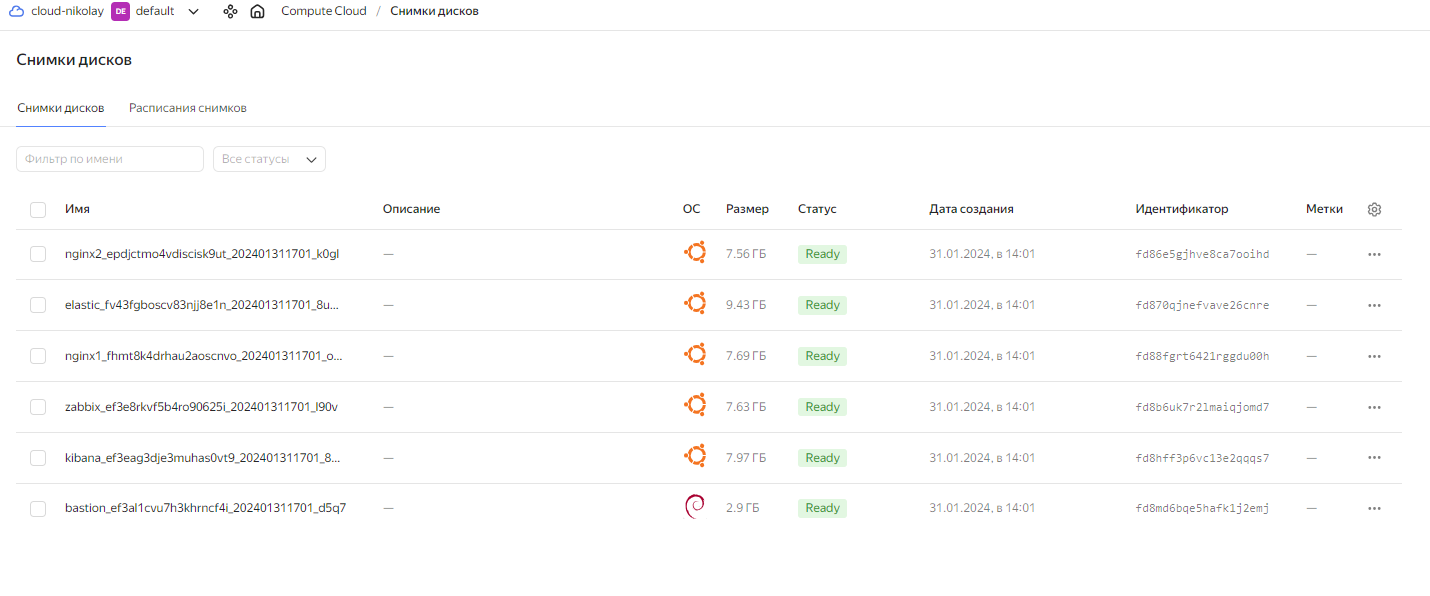 cloud-nikolay DE default Compute Cloud / Снимки дисков
Снимки дисков
Снимки дисков Расписания снимков
Фильтр по имени Все статусы
Имя Описание ОС Размер Статус Дата создания Идентификатор Метки
nginx2_epdjctmo4vdiscisk9ut_202401311701_k0gl — 7.56 ГБ Ready 31.01.2024, в 14:01 fd86e5gjhve8ca7ooihd — •••
elastic_fv43fgboscv83njj8e1n_202401311701_8u... — 9.43 ГБ Ready 31.01.2024, в 14:01 fd870qjnefvave26cnre — •••
nginx1_fhmt8k4drhau2aoscnvo_202401311701_o... — 7.69 ГБ Ready 31.01.2024, в 14:01 fd88fgrt6421rggdu00h — •••
zabbix_ef3e8rkvf5b4ro90625i_202401311701_l90v — 7.63 ГБ Ready 31.01.2024, в 14:01 fd8b6uk7r2lmaiqjomd7 — •••
kibana_ef3eag3dje3muhas0vt9_202401311701_8... — 7.97 ГБ Ready 31.01.2024, в 14:01 fd8hff3p6vc13e2qqqs7 — •••
bastion_ef3al1cvu7h3khrncf4i_202401311701_d5q7 — 2.9 ГБ Ready 31.01.2024, в 14:01 fd8md6bqe5hafk1j2emj — •••